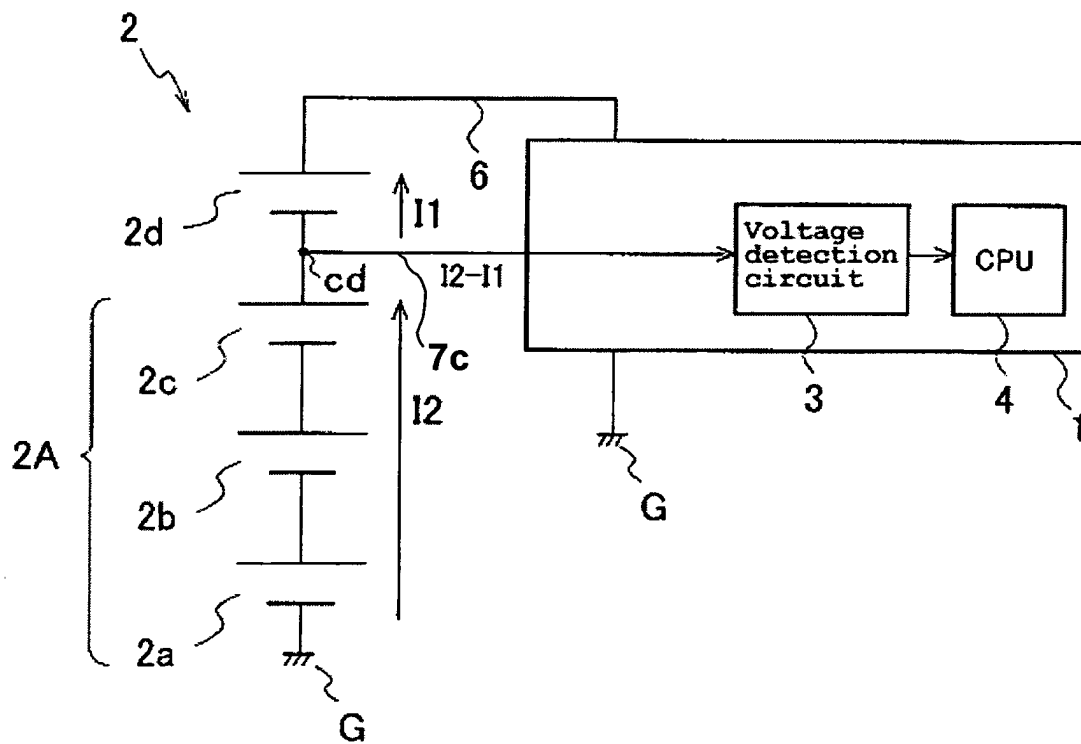 2
6
I1
2d
Voltage
detection
circuit
CPU
cd
I2-I1
7c
2c
3
4
1
I2
2A
2b
G
2a
G